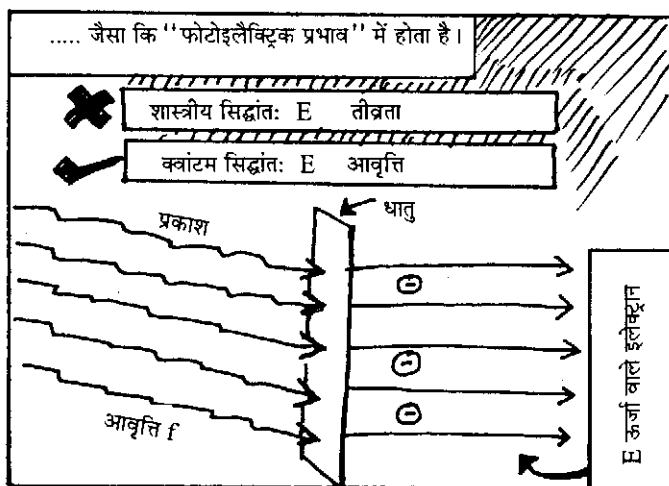 ..... जैसा कि "फोटोइलैक्ट्रिक प्रभाव" में होता है।
शास्त्रीय सिद्धांत: E तीव्रता
क्वांटम सिद्धांत: E आवृत्ति
धातु
प्रकाश
आवृत्ति f
E ऊर्जा वाले इलेक्ट्रान